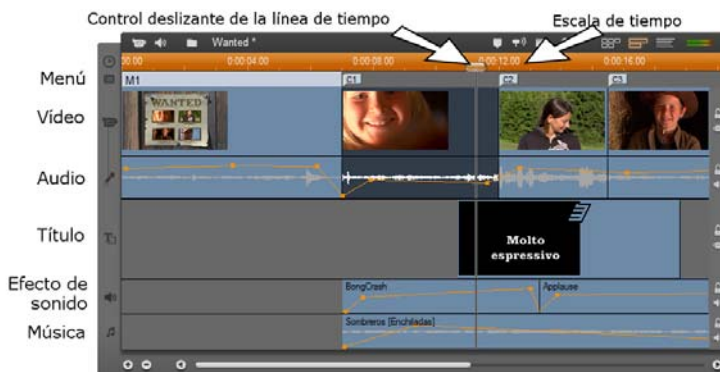 Control deslizante de la línea de tiempo
Escala de tiempo
Wanted *
00.00 0:00:04.00 0:00:08.00 0:00:12.00 0:00:16.00
Menú
M1 C1 C2 C3
Vídeo
WANTED
Audio
Título
Molto
espressivo
Efecto de
sonido
BongCrash Applause
Música
Sombreros [Enchiladas]